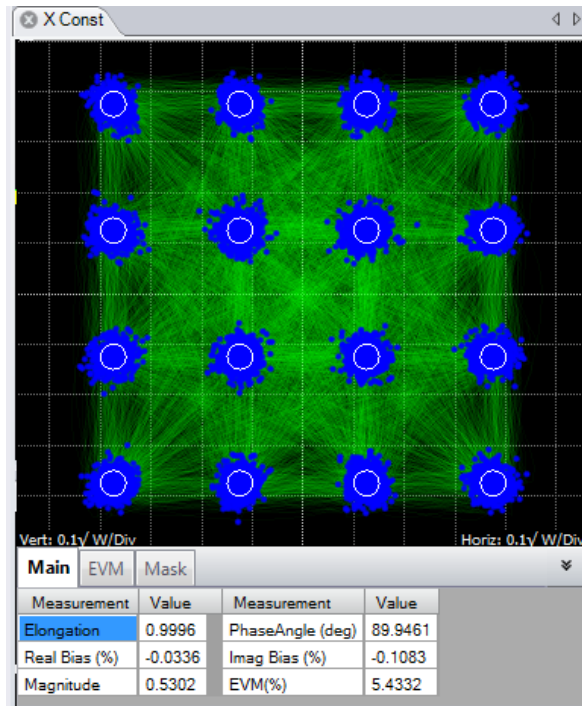 X Const
Vert: 0.1√ W/Div Horiz: 0.1√ W/Div
Main EVM Mask
Measurement Value Measurement Value
Elongation 0.9996 PhaseAngle (deg) 89.9461
Real Bias (%) -0.0336 Imag Bias (%) -0.1083
Magnitude 0.5302 EVM(%) 5.4332